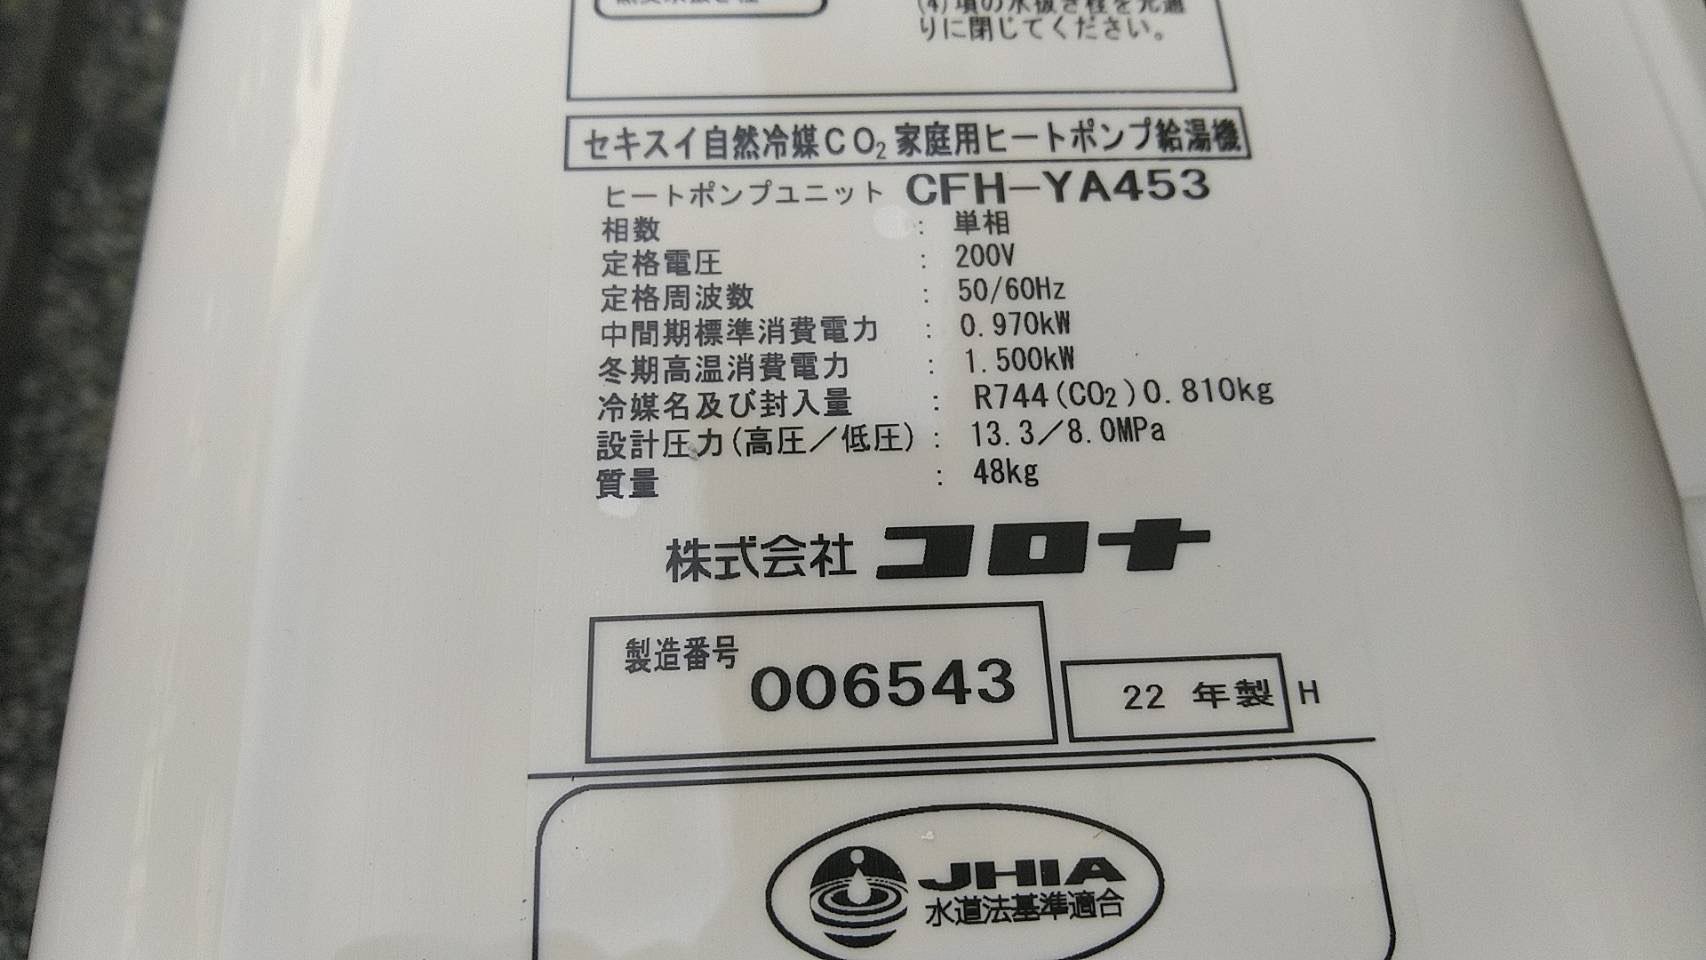 (4)項の水抜き栓を元通
りに閉じてください。
セキスイ自然冷媒CO₂家庭用ヒートポンプ給湯機
ヒートポンプユニット CFH-YA453
相数 : 単相
定格電圧 : 200V
定格周波数 : 50/60Hz
中間期標準消費電力 : 0.970kW
冬期高温消費電力 : 1.500kW
冷媒名及び封入量 : R744(CO₂)0.810kg
設計圧力(高圧/低圧) : 13.3/8.0MPa
質量 : 48kg
株式会社 コロナ
製造番号 006543
22 年製 H
JHIA
水道法基準適合